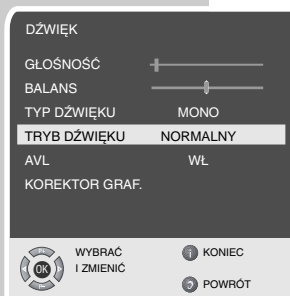 DŹWIĘK
GŁOŚNOŚĆ
BALANS
TYP DŹWIĘKU MONO
TRYB DŹWIĘKU NORMALNY
AVL WŁ
KOREKTOR GRAF.
OK
WYBRAĆ
I ZMIENIĆ
KONIEC
POWRÓT